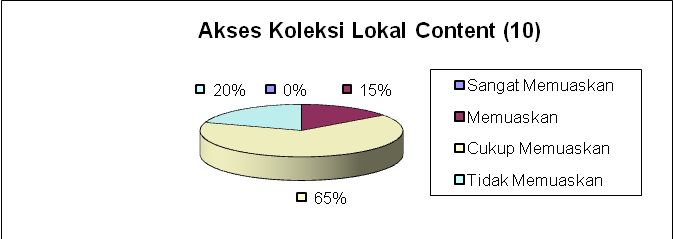 Akses Koleksi Lokal Content (10)
20% 0% 15%
65%
Sangat Memuaskan
Memuaskan
Cukup Memuaskan
Tidak Memuaskan